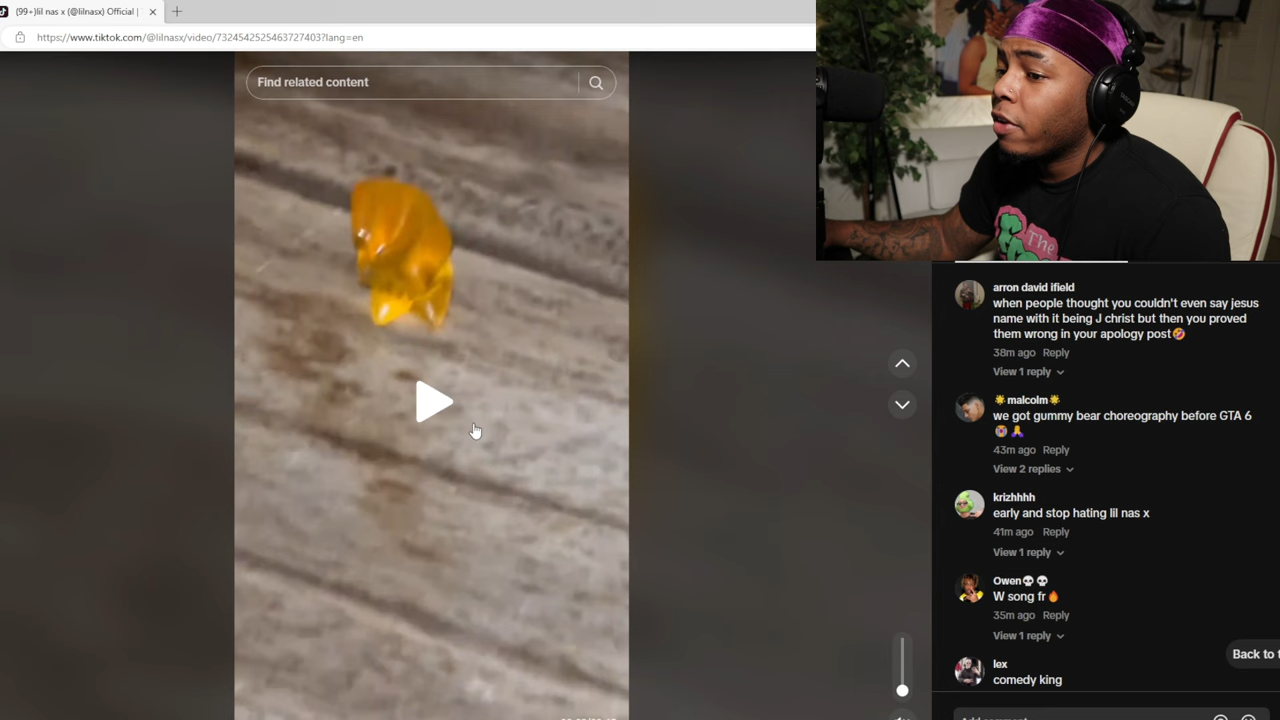 (99+)lil nas x (@lilnasx) Official |
https://www.tiktok.com/@lilnasx/video/7324542525463727403?lang=en
Find related content
The
arron david ifield
when people thought you couldn't even say jesus
name with it being J christ but then you proved
them wrong in your apology post🤣
38m ago Reply
View 1 reply
🌟malcolm🌟
we got gummy bear choreography before GTA 6
😭🙏
43m ago Reply
View 2 replies
krizhhhh
early and stop hating lil nas x
41m ago Reply
View 1 reply
Owen💀💀
W song fr🔥
35m ago Reply
View 1 reply
Back to t
lex
comedy king
Add comment...